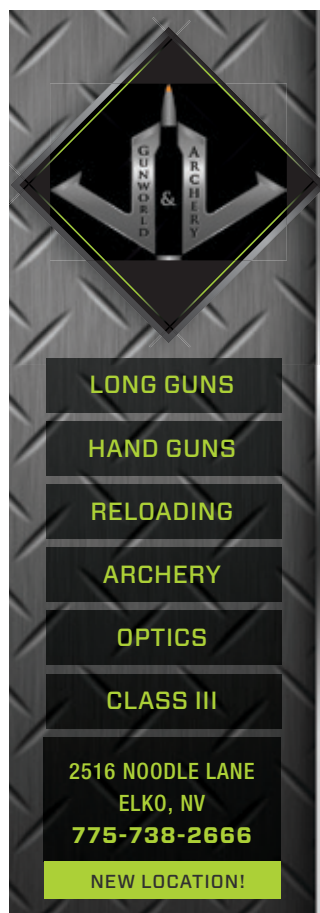 GUNWORLD
&
ARCHERY
LONG GUNS
HAND GUNS
RELOADING
ARCHERY
OPTICS
CLASS III
2516 NOODLE LANE
ELKO, NV
775-738-2666
NEW LOCATION!